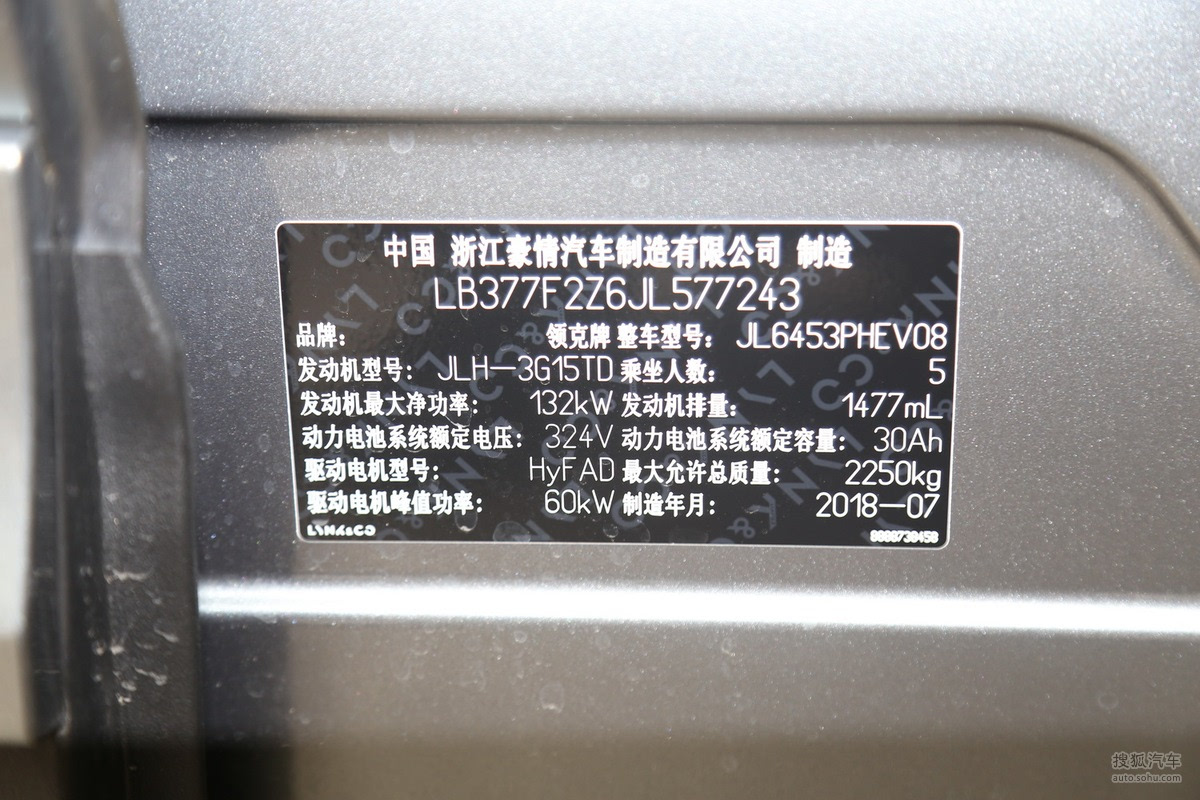 中国 浙江豪情汽车制造有限公司 制造
LB377F2Z6JL577243
品牌: 领克牌 整车型号: JL6453PHEV08
发动机型号: JLH-3G15TD 乘坐人数: 5
发动机最大净功率: 132kW 发动机排量: 1477mL
动力电池系统额定电压: 324V 动力电池系统额定容量: 30Ah
驱动电机型号: HyFAD 最大允许总质量: 2250kg
驱动电机峰值功率: 60kW 制造年月: 2018-07
LYNK&CO 0000730458
搜狐汽车
auto.sohu.com